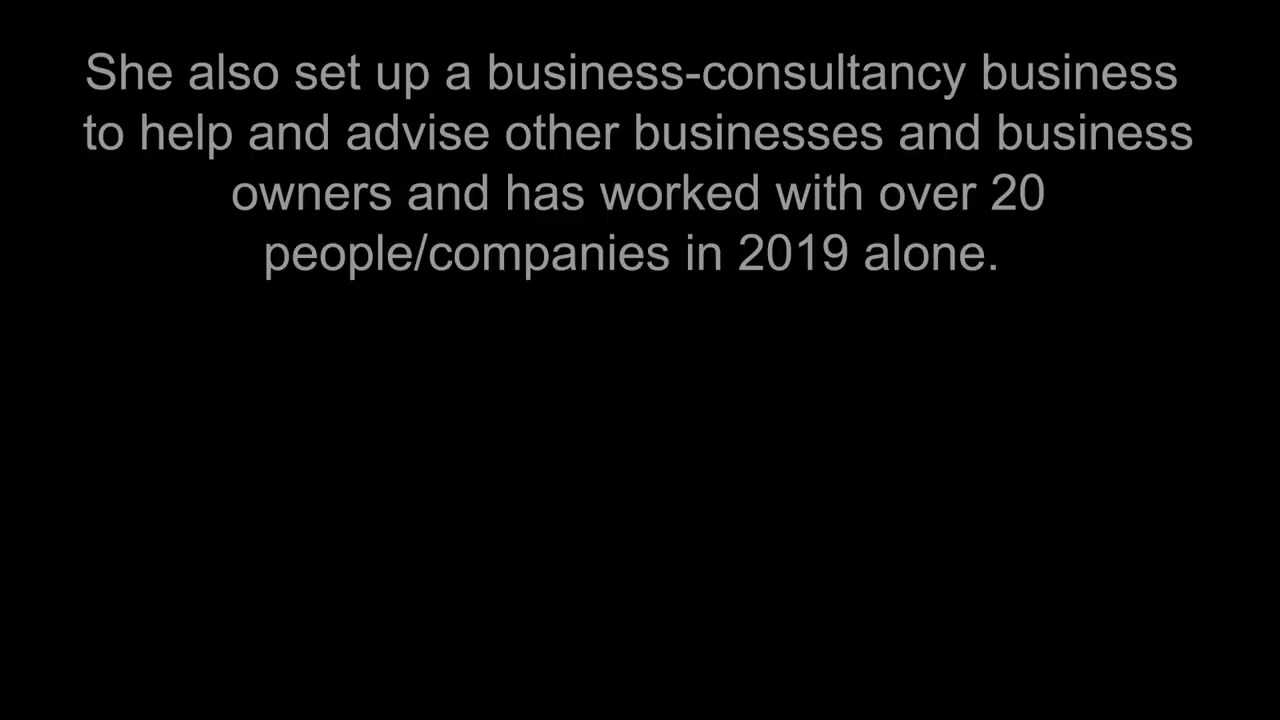 She also set up a business-consultancy business
to help and advise other businesses and business
owners and has worked with over 20
people/companies in 2019 alone.